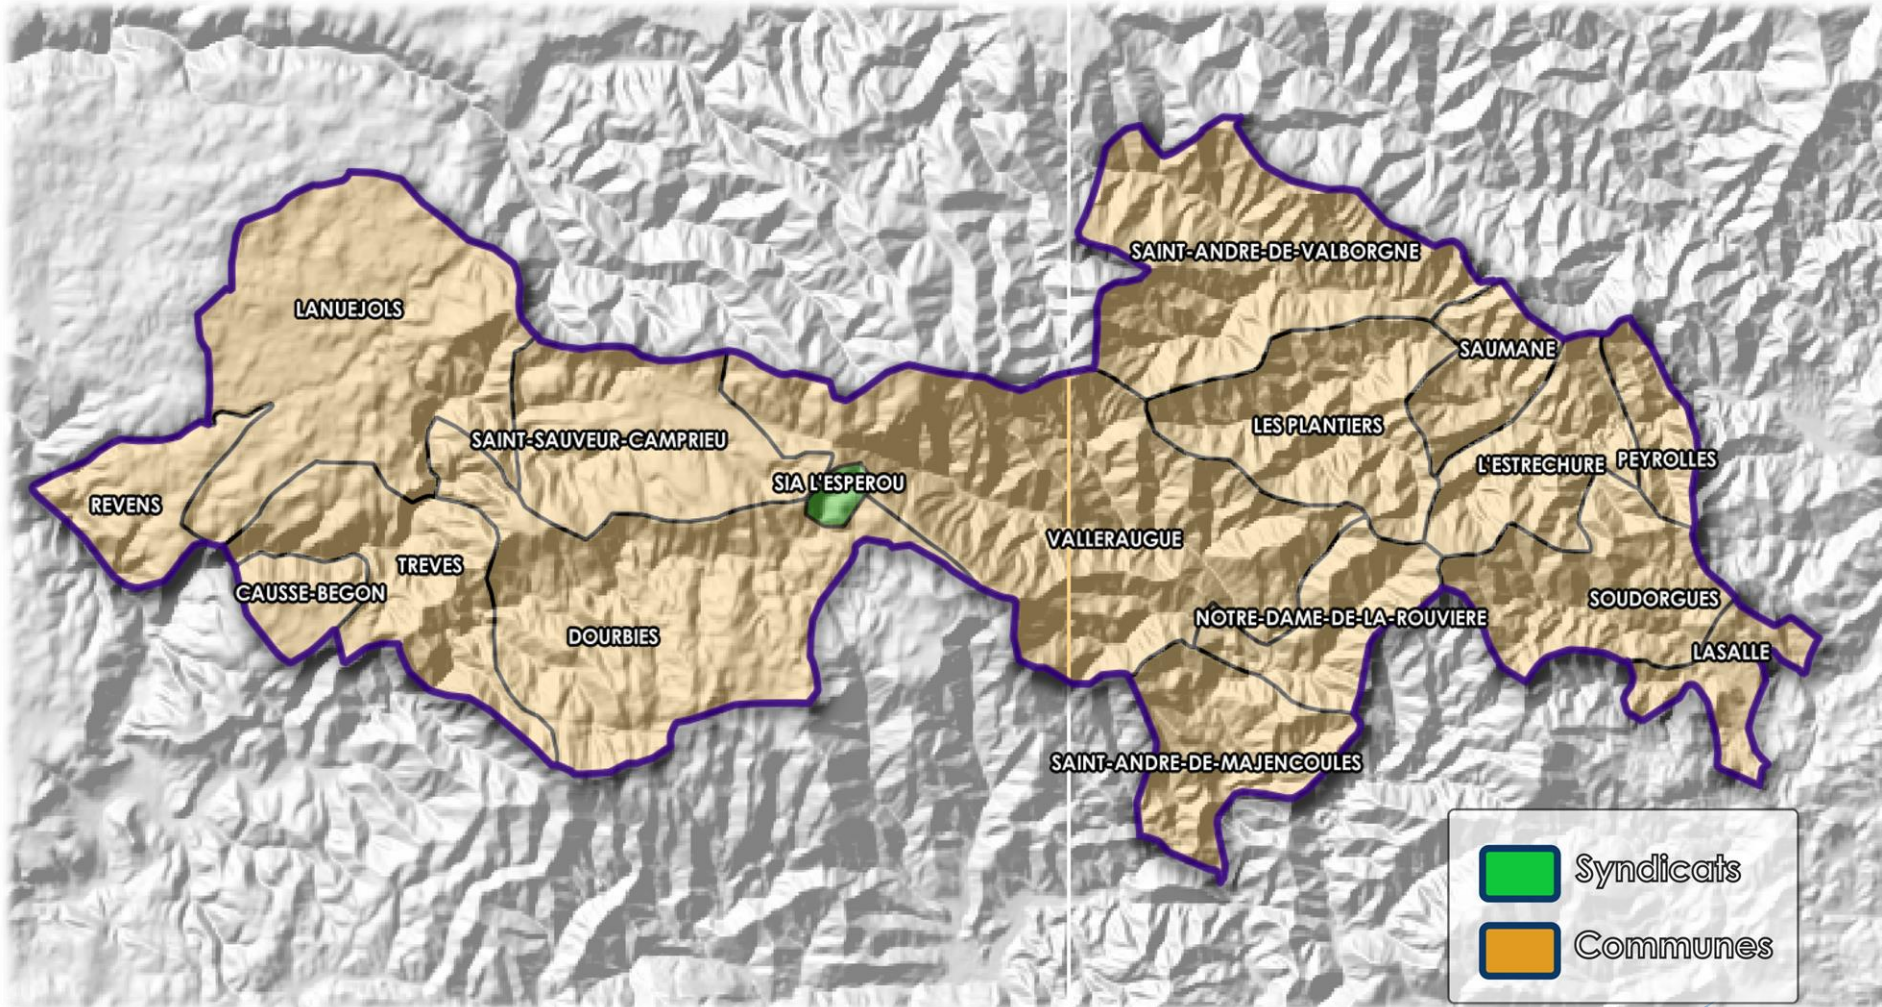 SAINT-ANDRE-DE-VALBORGNE
LANUEJOLS
SAUMANE
LES PLANTIERS
SAINT-SAUVEUR-CAMPRIEU
L'ESTRECHURE
PEYROLLES
SIA L'ESPEROU
REVENS
VALLERAUGUE
TREVES
CAUSSE-BEGON
SOUDORGUES
NOTRE-DAME-DE-LA-ROUVIERE
DOURBIES
LASALLE
SAINT-ANDRE-DE-MAJENCOULES
Syndicats
Communes